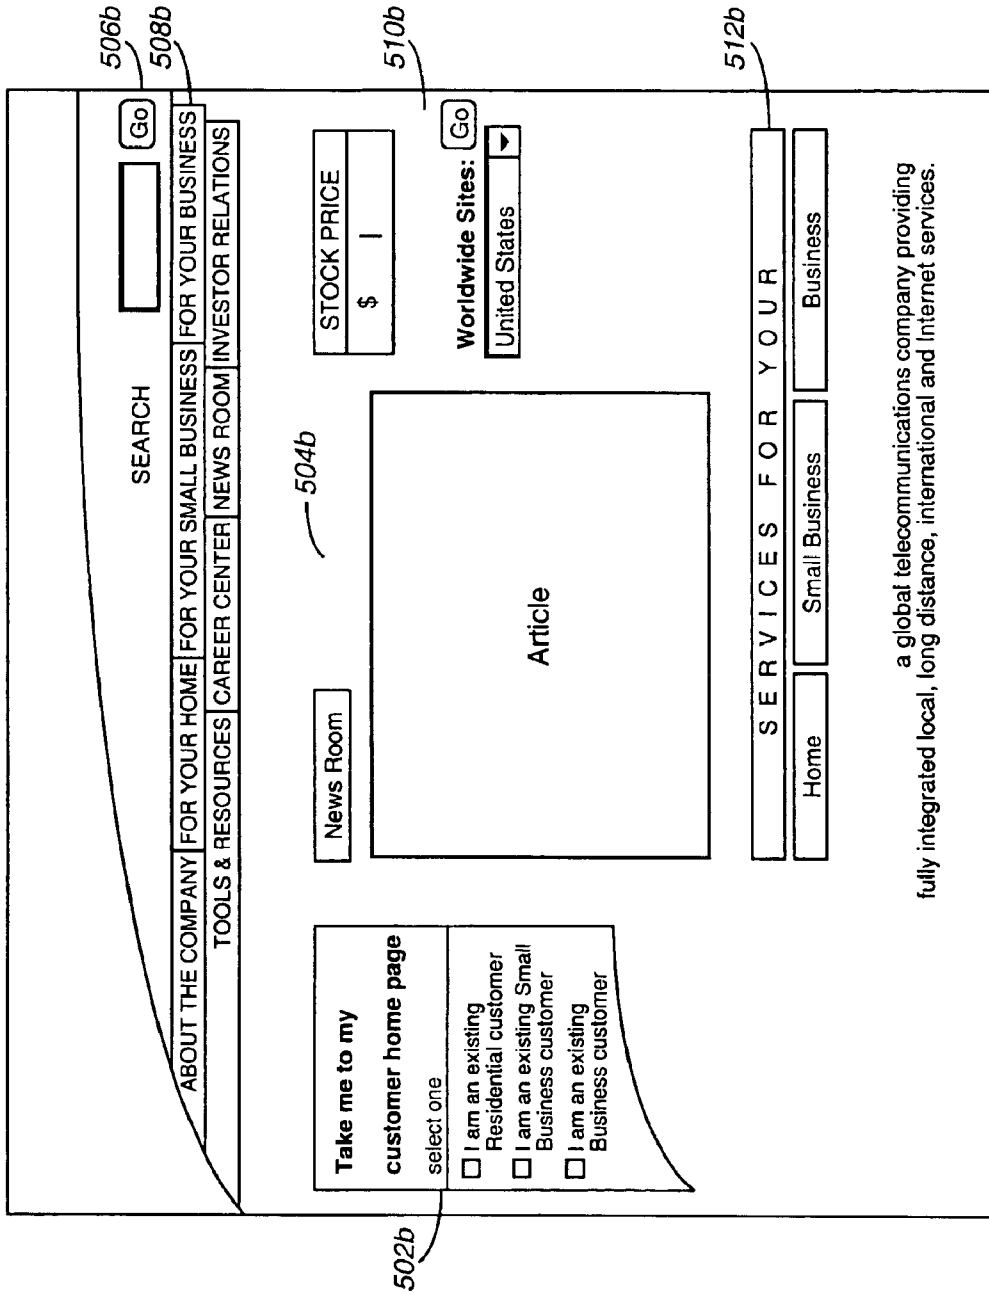 506b
SEARCH
Go
508b
ABOUT THE COMPANY FOR YOUR HOME FOR YOUR SMALL BUSINESS FOR YOUR BUSINESS
TOOLS & RESOURCES CAREER CENTER NEWS ROOM INVESTOR RELATIONS
Take me to my
customer home page
select one
I am an existing
Residential customer
I am an existing Small
Business customer
I am an existing
Business customer
502b
News Room
504b
Article
STOCK PRICE
$
510b
Worldwide Sites:
Go
United States
512b
SERVICES FOR YOUR
Home Small Business Business
a global telecommunications company providing
fully integrated local, long distance, international and Internet services.